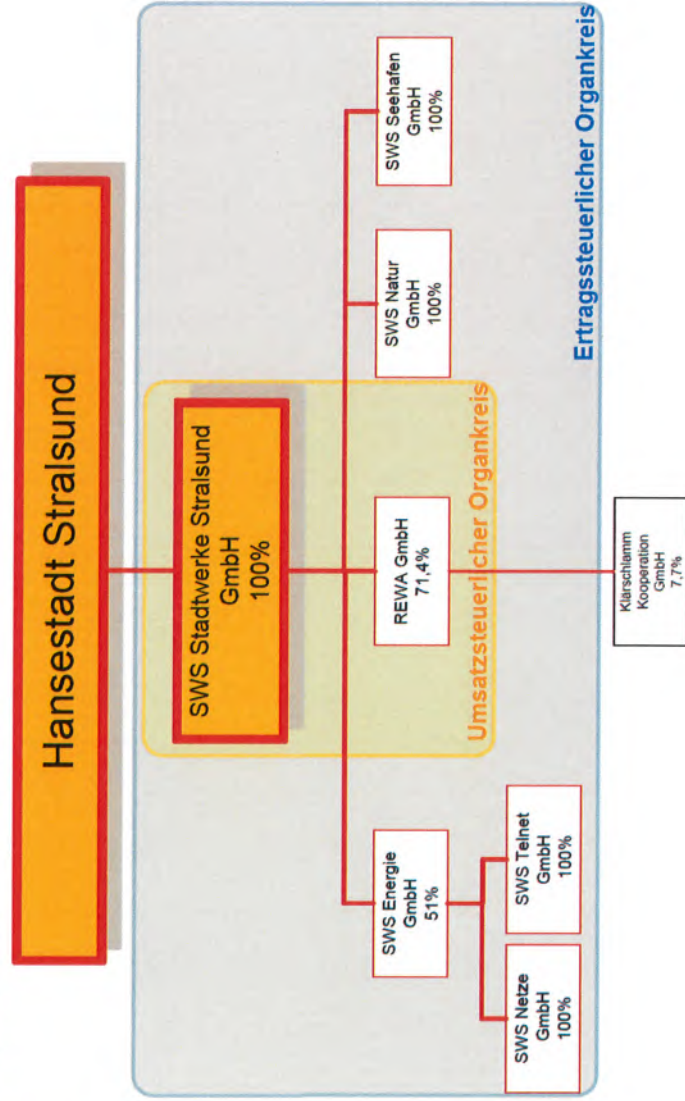 Hansestadt Stralsund
SWS Stadtwerke Stralsund
GmbH
100%
SWS Energie
GmbH
51%
REWA GmbH
71,4%
SWS Natur
GmbH
100%
SWS Seehafen
GmbH
100%
Umsatzsteuerlicher Organkreis
SWS Netze
GmbH
100%
SWS Telnet
GmbH
100%
Ertragssteuerlicher Organkreis
Klärschlamm
Kooperation
GmbH
7,7%